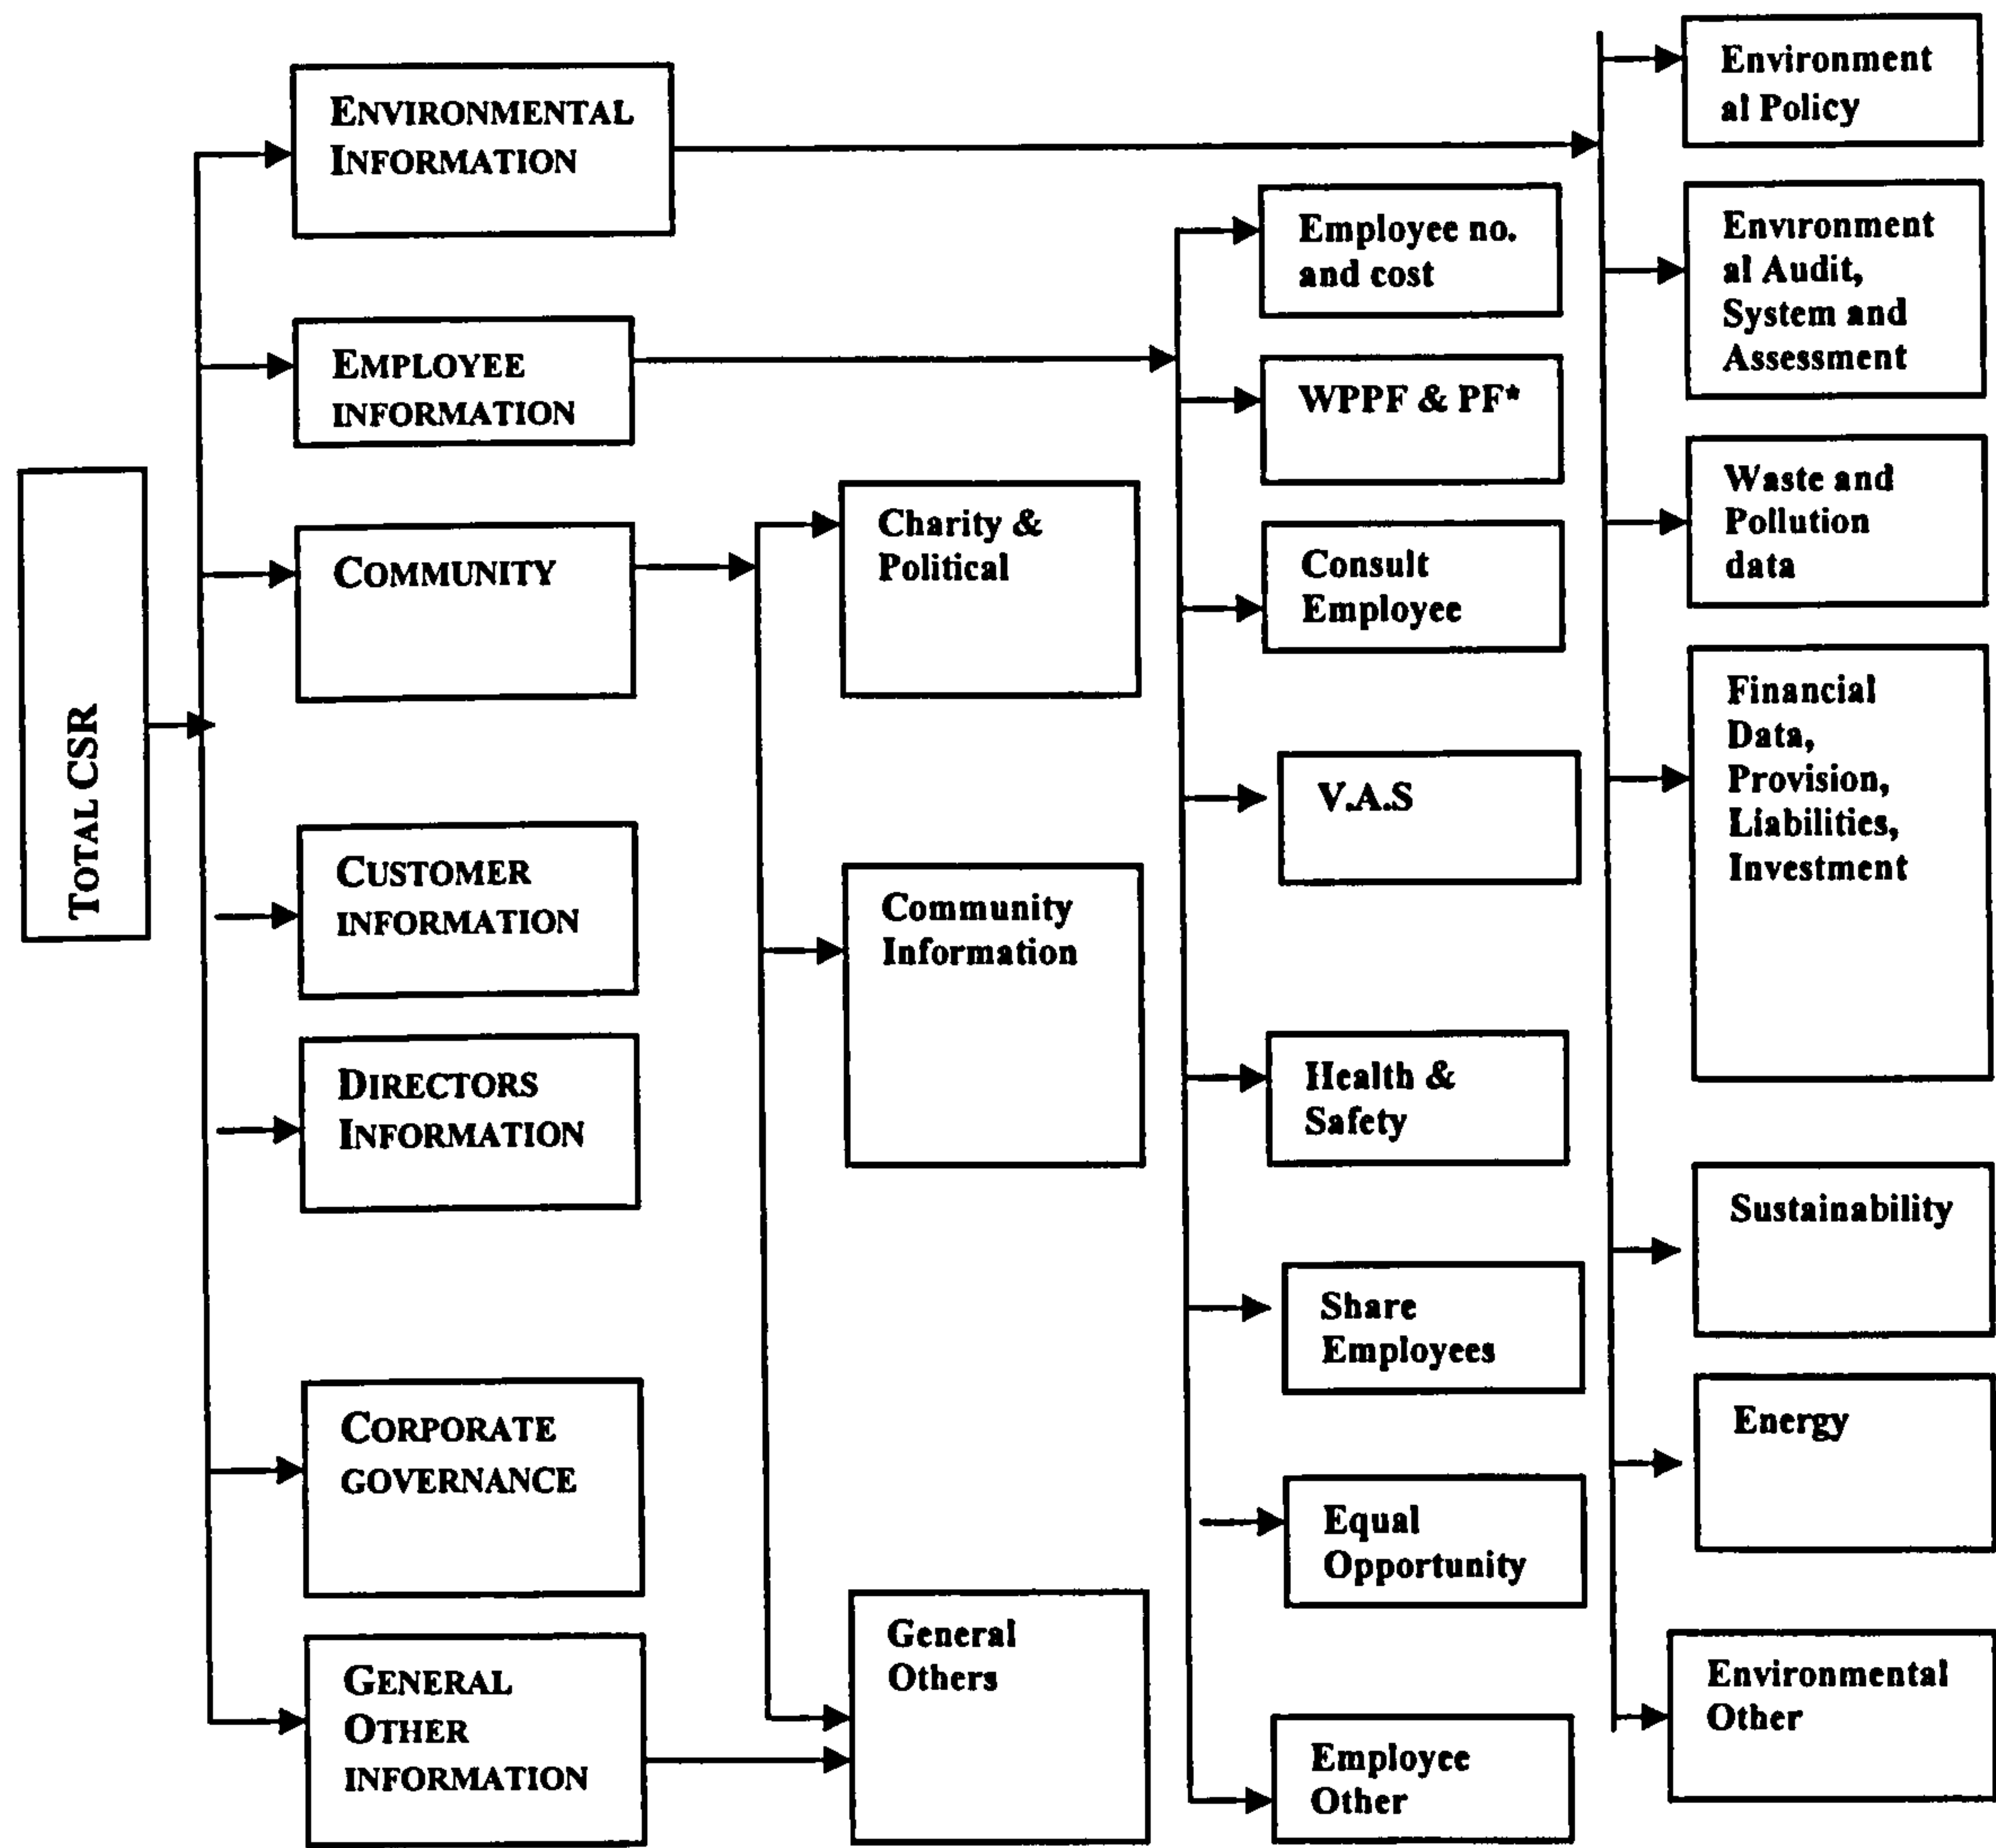 TOTAL CSR
ENVIRONMENTAL
INFORMATION
EMPLOYEE
INFORMATION
COMMUNITY
CUSTOMER
INFORMATION
DIRECTORS
INFORMATION
CORPORATE
GOVERNANCE
GENERAL
OTHER
INFORMATION
Charity &
Political
Community
Information
General
Others
Employee no.
and cost
WPPF & PF*
Consult
Employee
V.A.S
Health &
Safety
Share
Employees
Equal
Opportunity
Employee
Other
Environment
al Policy
Environment
al Audit,
System and
Assessment
Waste and
Pollution
data
Financial
Data,
Provision,
Liabilities,
Investment
Sustainability
Energy
Environmental
Other